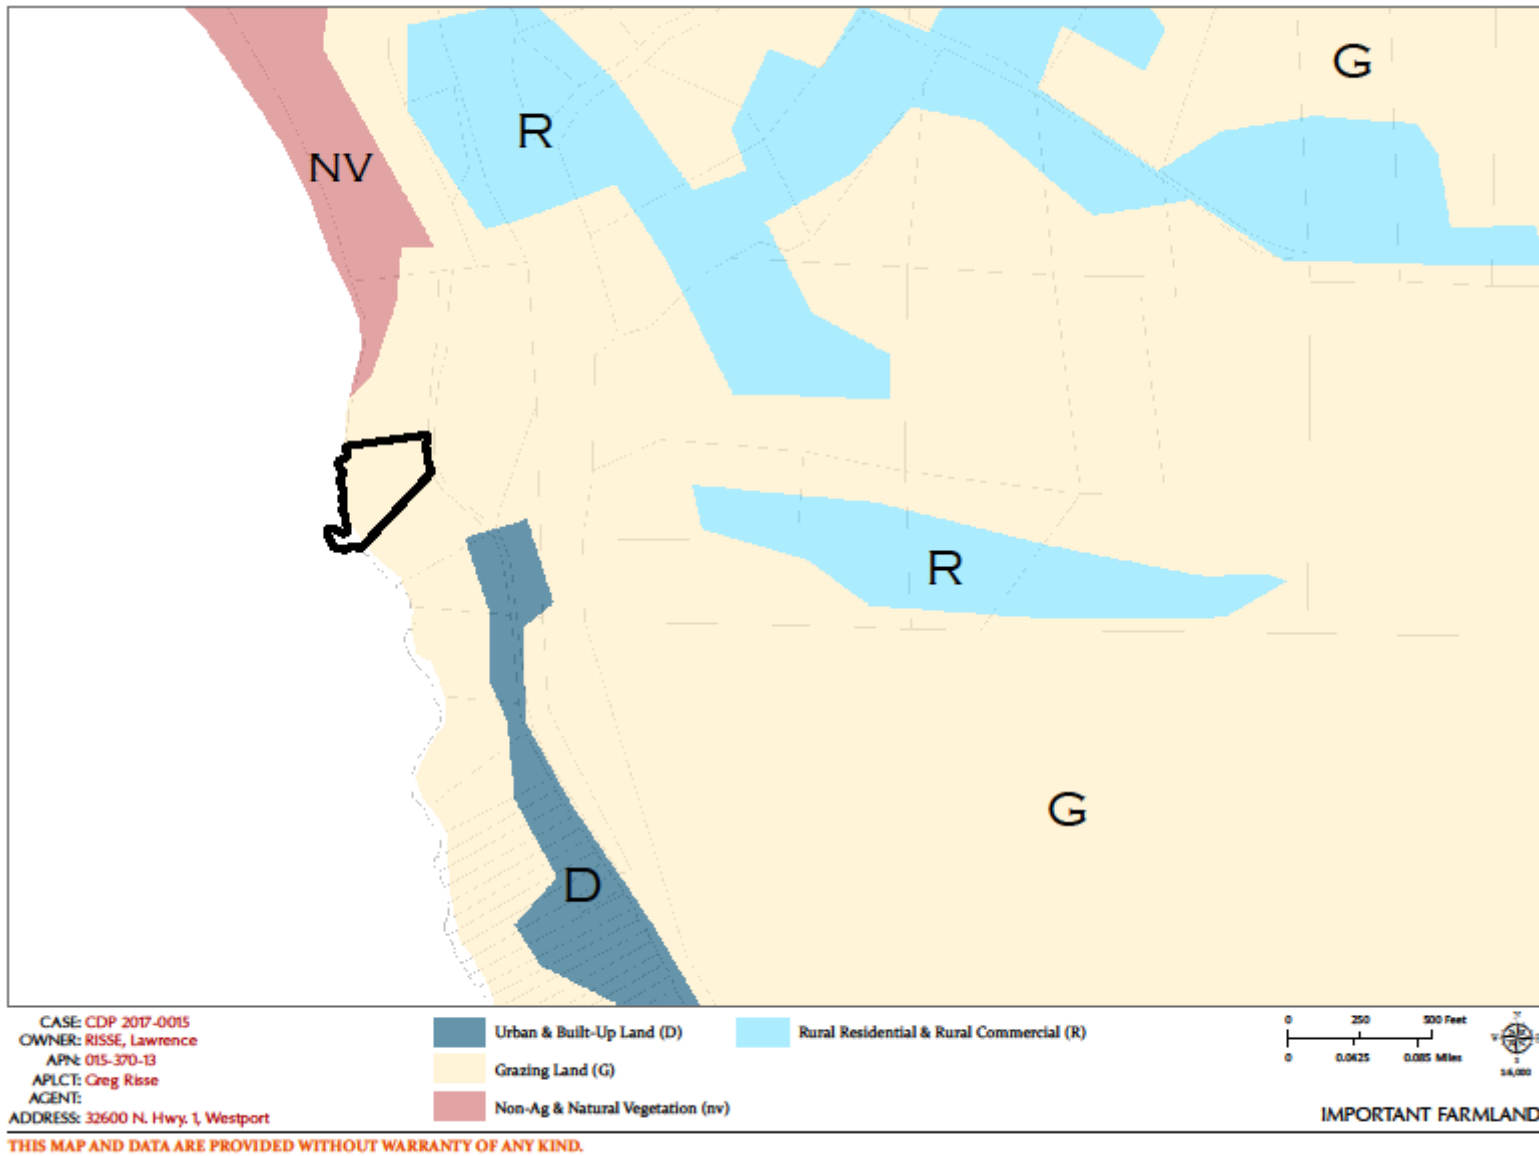 G
R
NV
R
G
D
CASE: CDP 2017-0015
OWNER: RISSE, Lawrence
APN: 015-370-13
APLCT: Greg Risse
AGENT:
ADDRESS: 32600 N. Hwy. 1, Westport
Urban & Built-Up Land (D)
Grazing Land (G)
Non-Ag & Natural Vegetation (nv)
Rural Residential & Rural Commercial (R)
0 250 500 Feet
0 0.0425 0.085 Miles
1:6,000
IMPORTANT FARMLAND
THIS MAP AND DATA ARE PROVIDED WITHOUT WARRANTY OF ANY KIND.